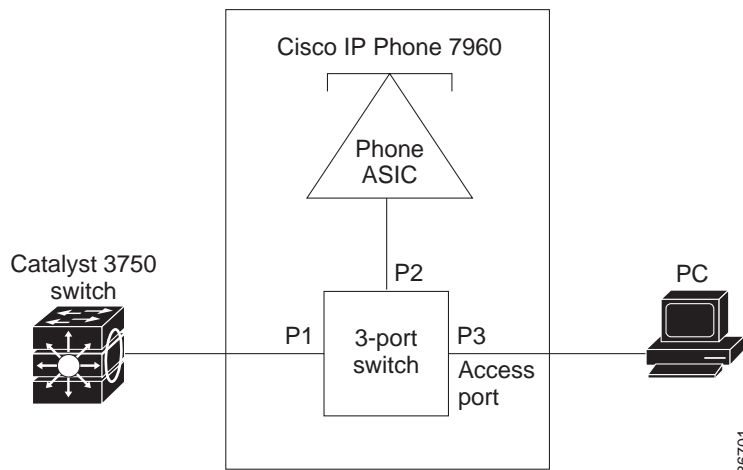 Cisco IP Phone 7960
Phone
ASIC
Catalyst 3750
switch
P2
PC
P1
3-port
switch
P3
Access
port